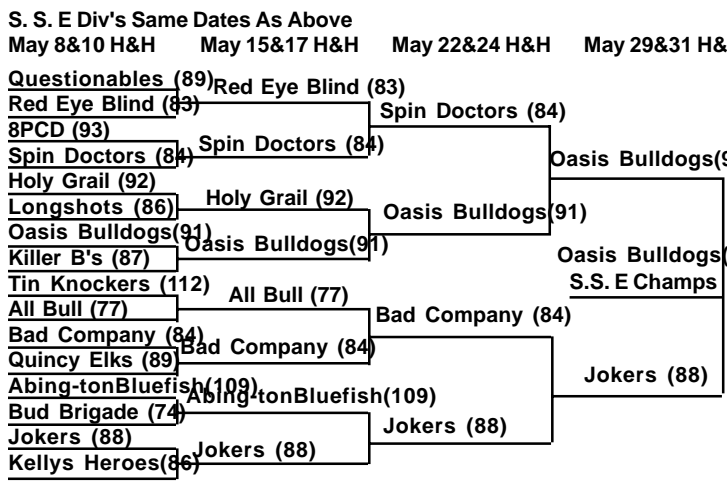 S. S. E Div's Same Dates As Above
May 8&10 H&H May 15&17 H&H May 22&24 H&H May 29&31 H&
Questionables (89)
Red Eye Blind (83)
8PCD (93)
Spin Doctors (84)
Holy Grail (92)
Longshots (86)
Oasis Bulldogs(91)
Killer B's (87)
Tin Knockers (112)
All Bull (77)
Bad Company (84)
Quincy Elks (89)
Abing-tonBluefish(109)
Bud Brigade (74)
Jokers (88)
Kellys Heroes(86)
Red Eye Blind (83)
Spin Doctors (84)
Holy Grail (92)
Oasis Bulldogs(91)
All Bull (77)
Bad Company (84)
Abing-tonBluefish(109)
Jokers (88)
Spin Doctors (84)
Oasis Bulldogs(91)
Bad Company (84)
Jokers (88)
Oasis Bulldogs(9
Jokers (88)
Oasis Bulldogs(
S.S. E Champs